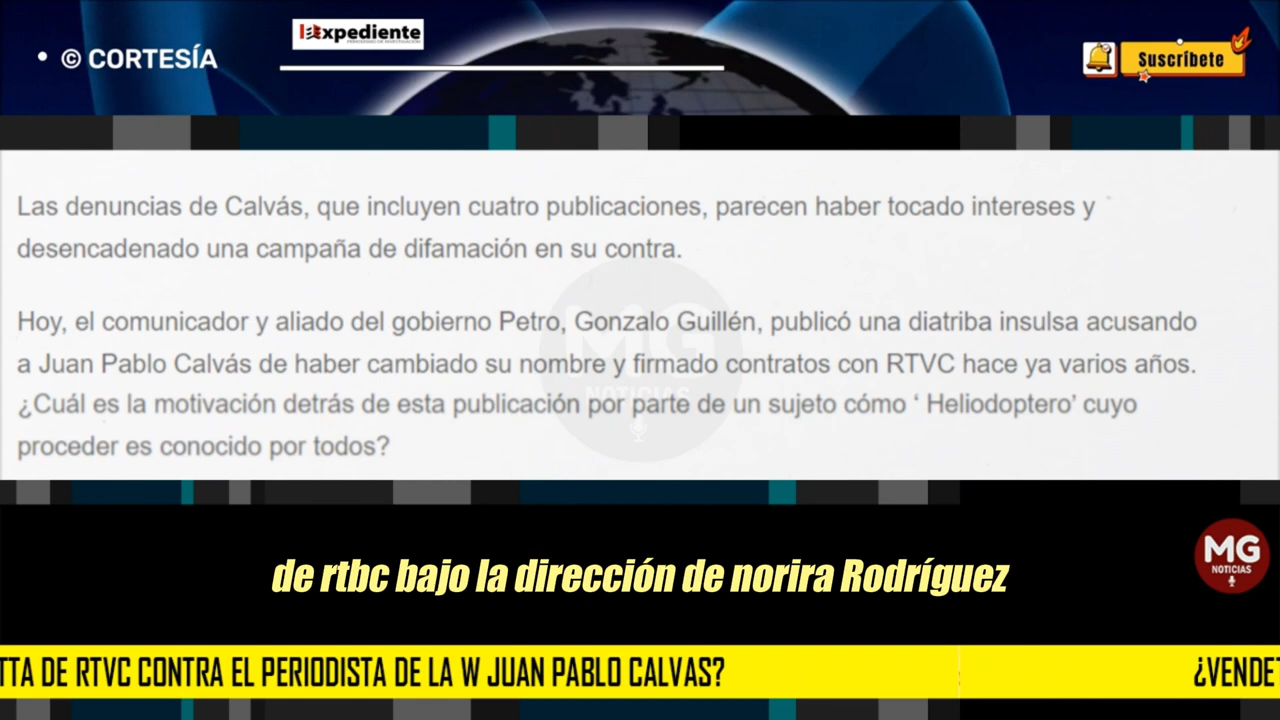 • © CORTESÍA
Expediente
Suscríbete
Las denuncias de Calvás, que incluyen cuatro publicaciones, parecen haber tocado intereses y
desencadenado una campaña de difamación en su contra.
Hoy, el comunicador y aliado del gobierno Petro, Gonzalo Guillén, publicó una diatriba insulsa acusando
a Juan Pablo Calvás de haber cambiado su nombre y firmado contratos con RTVC hace ya varios años.
¿Cuál es la motivación detrás de esta publicación por parte de un sujeto cómo ‘ Heliodoptero’ cuyo
proceder es conocido por todos?
MG
NOTICIAS
de rtbc bajo la dirección de norira Rodríguez
MG
NOTICIAS
TTA DE RTVC CONTRA EL PERIODISTA DE LA W JUAN PABLO CALVAS? ¿VENDET